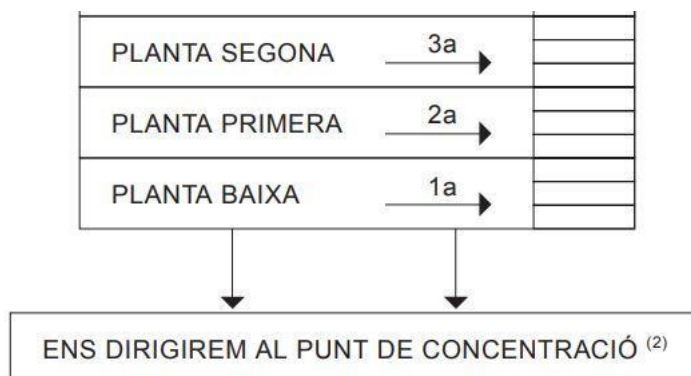 PLANTA SEGONA 3a
PLANTA PRIMERA 2a
PLANTA BAIXA 1a
ENS DIRIGIREM AL PUNT DE CONCENTRACIÓ (2)